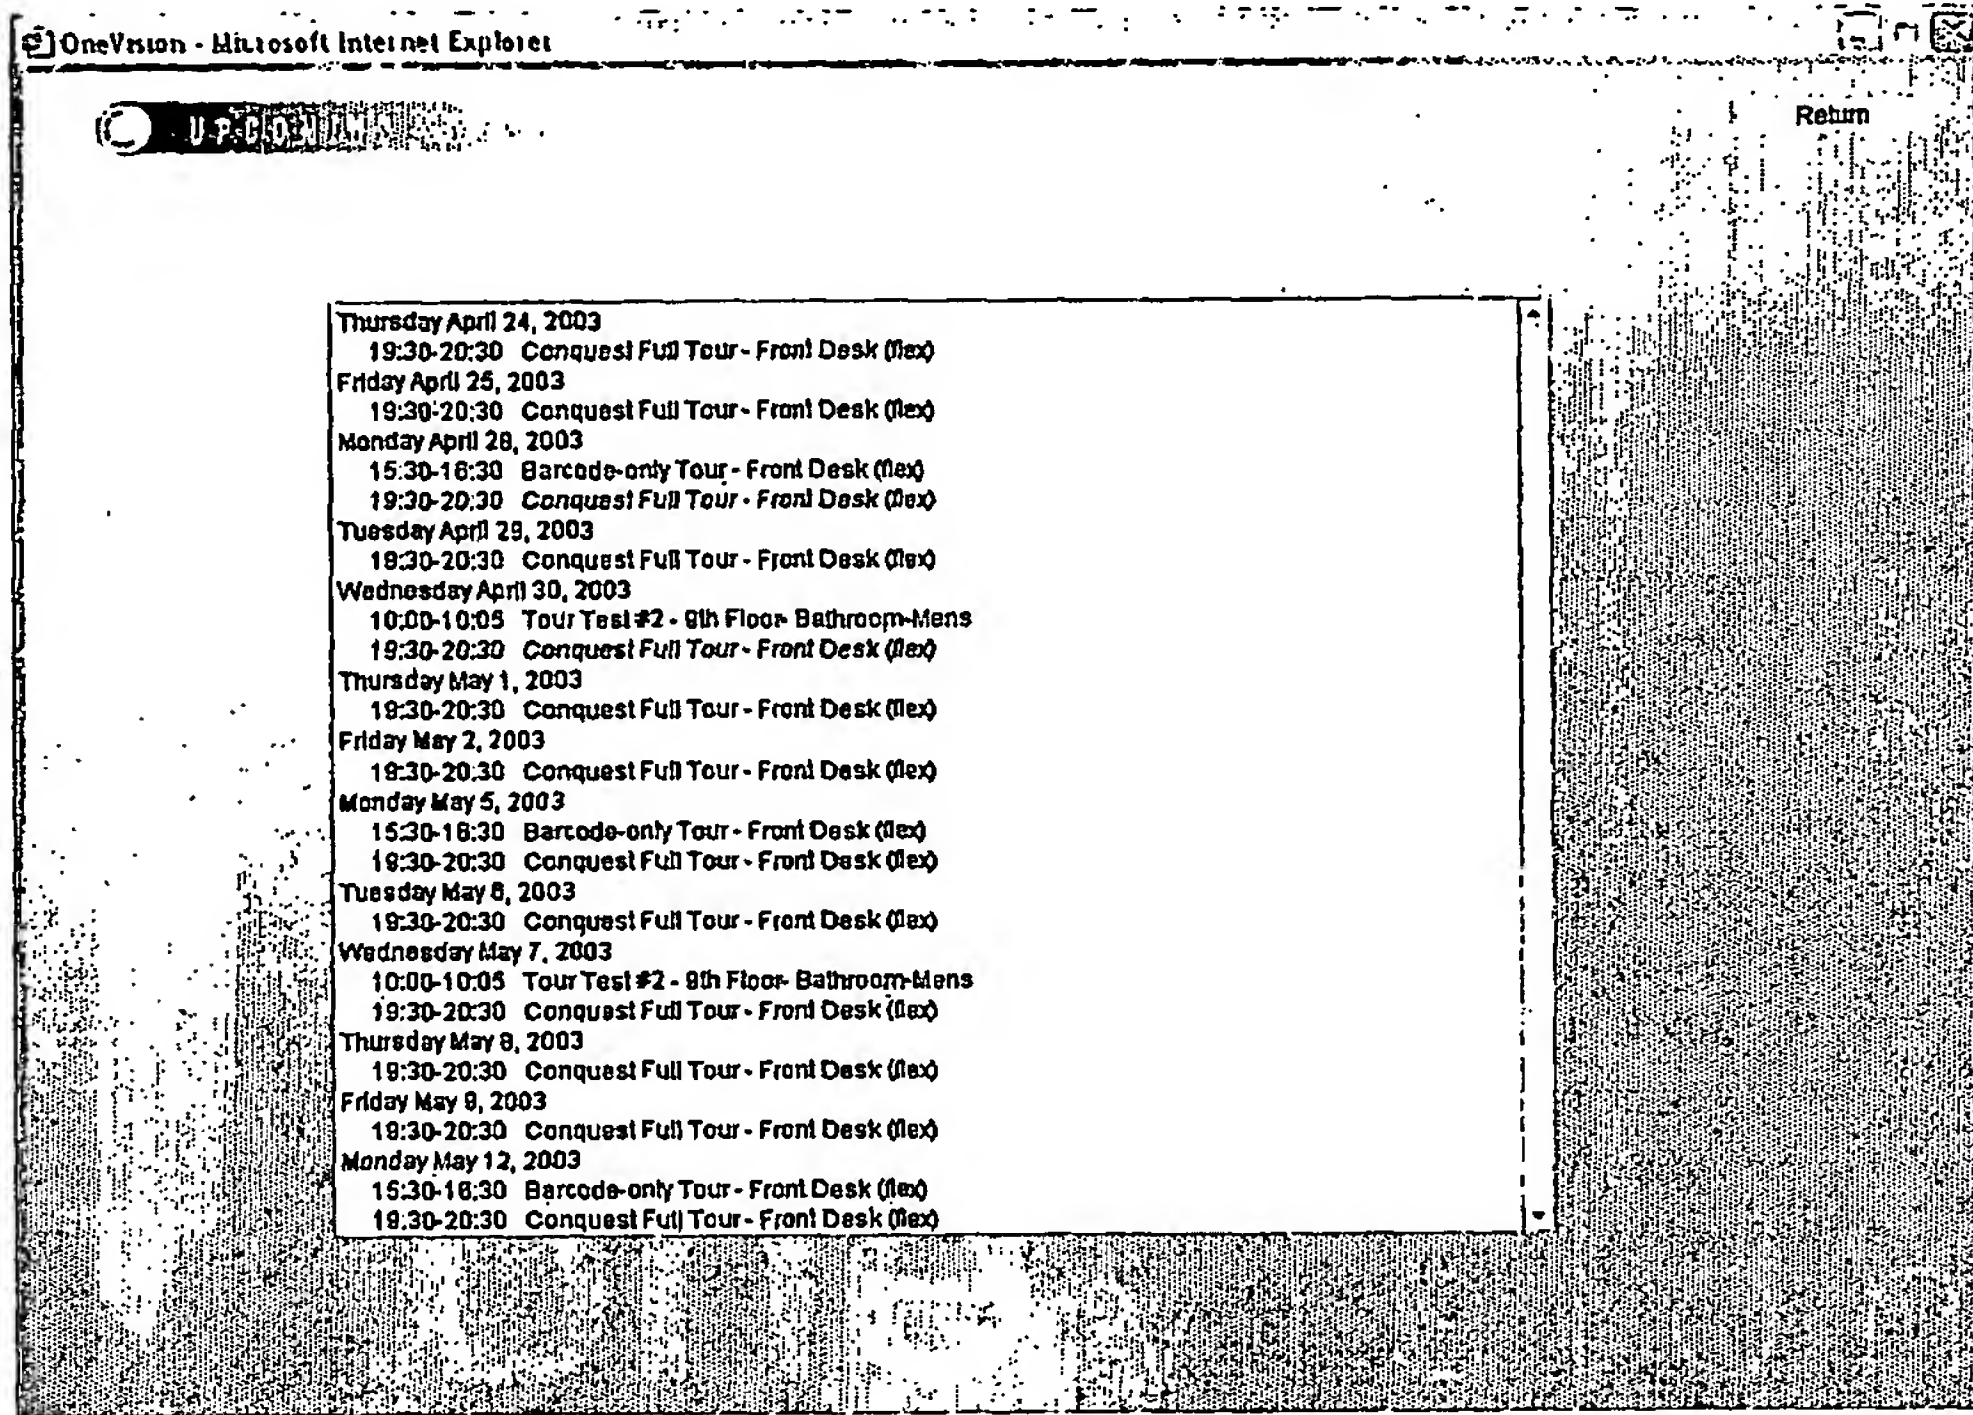 OneVision - Microsoft Internet Explorer
UPCOMING
Return
Thursday April 24, 2003
19:30-20:30 Conquest Full Tour - Front Desk (flex)
Friday April 25, 2003
19:30-20:30 Conquest Full Tour - Front Desk (flex)
Monday April 28, 2003
15:30-16:30 Barcode-only Tour - Front Desk (flex)
19:30-20:30 Conquest Full Tour - Front Desk (flex)
Tuesday April 29, 2003
19:30-20:30 Conquest Full Tour - Front Desk (flex)
Wednesday April 30, 2003
10:00-10:05 Tour Test #2 - 9th Floor- Bathroom-Mens
19:30-20:30 Conquest Full Tour - Front Desk (flex)
Thursday May 1, 2003
19:30-20:30 Conquest Full Tour - Front Desk (flex)
Friday May 2, 2003
19:30-20:30 Conquest Full Tour - Front Desk (flex)
Monday May 5, 2003
15:30-16:30 Barcode-only Tour - Front Desk (flex)
19:30-20:30 Conquest Full Tour - Front Desk (flex)
Tuesday May 6, 2003
19:30-20:30 Conquest Full Tour - Front Desk (flex)
Wednesday May 7, 2003
10:00-10:05 Tour Test #2 - 9th Floor- Bathroom-Mens
19:30-20:30 Conquest Full Tour - Front Desk (flex)
Thursday May 8, 2003
19:30-20:30 Conquest Full Tour - Front Desk (flex)
Friday May 9, 2003
19:30-20:30 Conquest Full Tour - Front Desk (flex)
Monday May 12, 2003
15:30-16:30 Barcode-only Tour - Front Desk (flex)
19:30-20:30 Conquest Full Tour - Front Desk (flex)